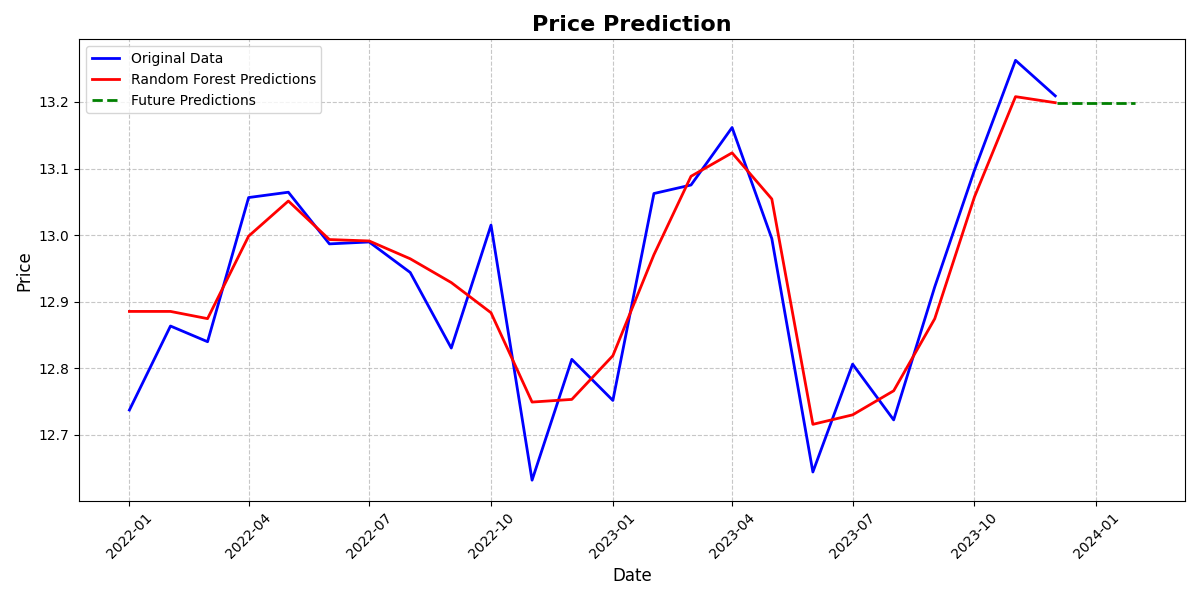 Price Prediction
Original Data
Random Forest Predictions
Future Predictions
Price
13.2
13.1
13.0
12.9
12.8
12.7
2022-01
2022-04
2022-07
2022-10
2023-01
2023-04
2023-07
2023-10
2024-01
Date